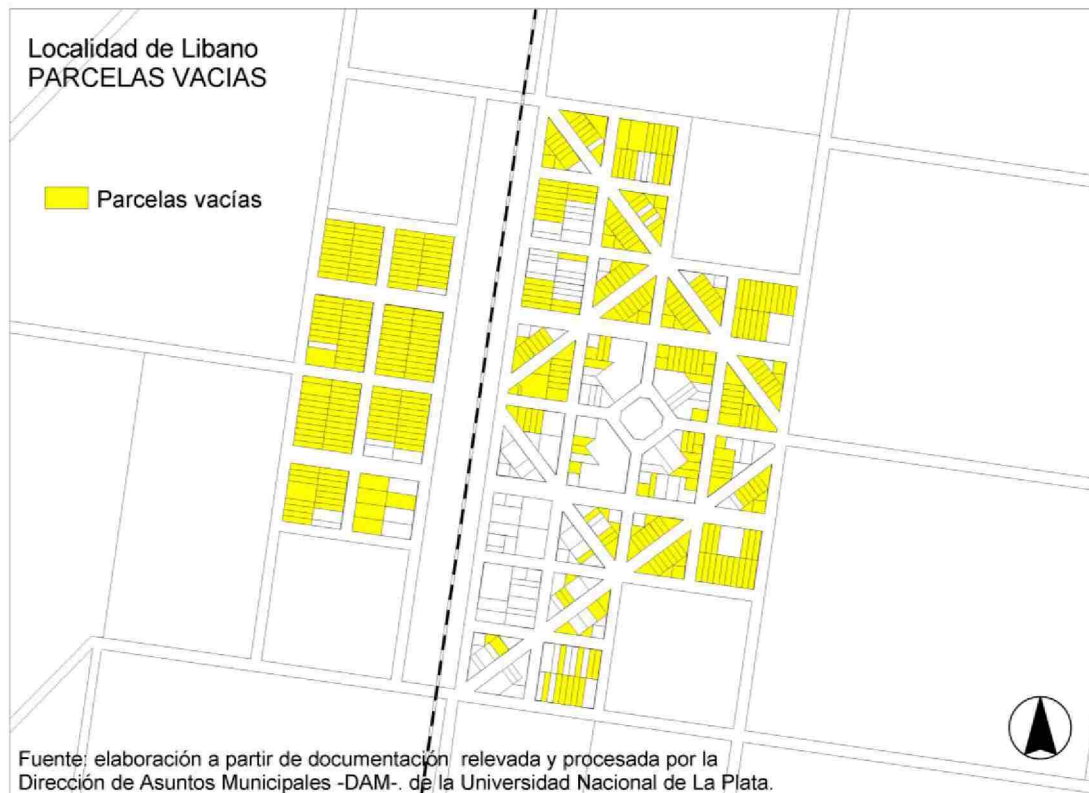 Localidad de Libano
PARCELAS VACIAS
Parcelas vacías
Fuente: elaboración a partir de documentación relevada y procesada por la
Dirección de Asuntos Municipales -DAM-. de la Universidad Nacional de La Plata.